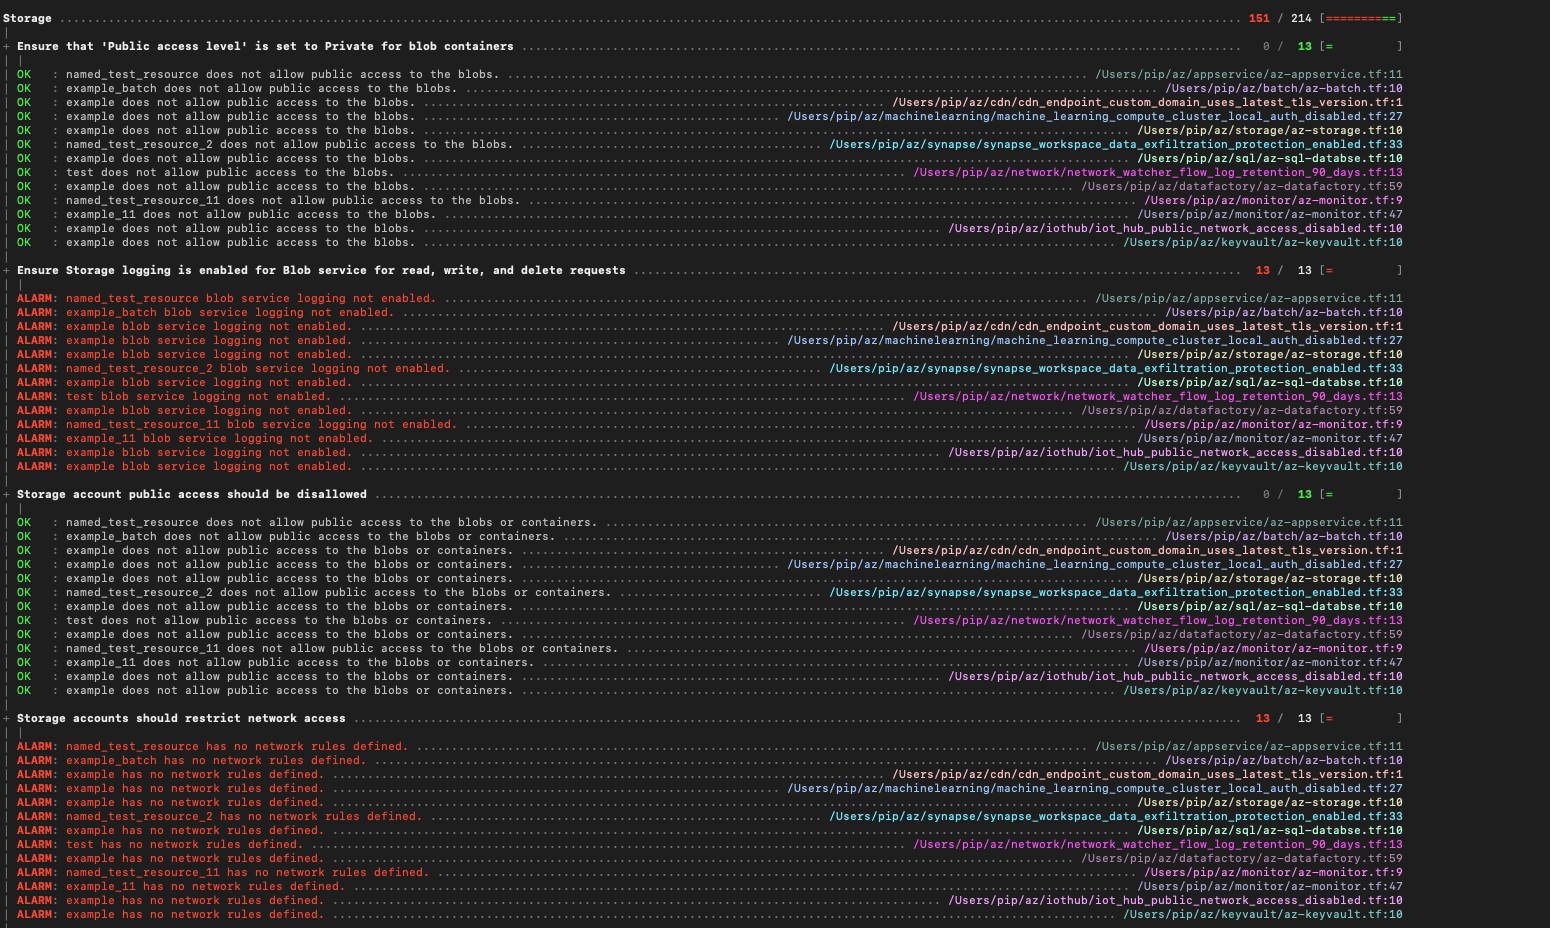 Storage ........................................ 151 / 214 [==========]
+ Ensure that 'Public access level' is set to Private for blob containers ........................................ 0 / 13 [= ]
OK : named_test_resource does not allow public access to the blobs. ........................................ /Users/pip/az/appservice/az-appservice.tf:11
OK : example_batch does not allow public access to the blobs. ........................................ /Users/pip/az/batch/az-batch.tf:10
OK : example does not allow public access to the blobs. ........................................ /Users/pip/az/cdn/cdn_endpoint_custom_domain_uses_latest_tls_version.tf:1
OK : example does not allow public access to the blobs. ........................................ /Users/pip/az/machinelearning/machine_learning_compute_cluster_local_auth_disabled.tf:27
OK : example does not allow public access to the blobs. ........................................ /Users/pip/az/storage/az-storage.tf:10
OK : named_test_resource_2 does not allow public access to the blobs. ........................................ /Users/pip/az/synapse/synapse_workspace_data_exfiltration_protection_enabled.tf:33
OK : example does not allow public access to the blobs. ........................................ /Users/pip/az/sql/az-sql-databse.tf:10
OK : test does not allow public access to the blobs. ........................................ /Users/pip/az/network/network_watcher_flow_log_retention_90_days.tf:13
OK : example does not allow public access to the blobs. ........................................ /Users/pip/az/datafactory/az-datafactory.tf:59
OK : named_test_resource_11 does not allow public access to the blobs. ........................................ /Users/pip/az/monitor/az-monitor.tf:9
OK : example_11 does not allow public access to the blobs. ........................................ /Users/pip/az/monitor/az-monitor.tf:47
OK : example does not allow public access to the blobs. ........................................ /Users/pip/az/iothub/iot_hub_public_network_access_disabled.tf:10
OK : example does not allow public access to the blobs. ........................................ /Users/pip/az/keyvault/az-keyvault.tf:10
+ Ensure Storage logging is enabled for Blob service for read, write, and delete requests ........................................ 13 / 13 [= ]
ALARM: named_test_resource blob service logging not enabled. ........................................ /Users/pip/az/appservice/az-appservice.tf:11
ALARM: example_batch blob service logging not enabled. ........................................ /Users/pip/az/batch/az-batch.tf:10
ALARM: example blob service logging not enabled. ........................................ /Users/pip/az/cdn/cdn_endpoint_custom_domain_uses_latest_tls_version.tf:1
ALARM: example blob service logging not enabled. ........................................ /Users/pip/az/machinelearning/machine_learning_compute_cluster_local_auth_disabled.tf:27
ALARM: example blob service logging not enabled. ........................................ /Users/pip/az/storage/az-storage.tf:10
ALARM: named_test_resource_2 blob service logging not enabled. ........................................ /Users/pip/az/synapse/synapse_workspace_data_exfiltration_protection_enabled.tf:33
ALARM: example blob service logging not enabled. ........................................ /Users/pip/az/sql/az-sql-databse.tf:10
ALARM: test blob service logging not enabled. ........................................ /Users/pip/az/network/network_watcher_flow_log_retention_90_days.tf:13
ALARM: example blob service logging not enabled. ........................................ /Users/pip/az/datafactory/az-datafactory.tf:59
ALARM: named_test_resource_11 blob service logging not enabled. ........................................ /Users/pip/az/monitor/az-monitor.tf:9
ALARM: example_11 blob service logging not enabled. ........................................ /Users/pip/az/monitor/az-monitor.tf:47
ALARM: example blob service logging not enabled. ........................................ /Users/pip/az/iothub/iot_hub_public_network_access_disabled.tf:10
ALARM: example blob service logging not enabled. ........................................ /Users/pip/az/keyvault/az-keyvault.tf:10
+ Storage account public access should be disallowed ........................................ 0 / 13 [= ]
OK : named_test_resource does not allow public access to the blobs or containers. ........................................ /Users/pip/az/appservice/az-appservice.tf:11
OK : example_batch does not allow public access to the blobs or containers. ........................................ /Users/pip/az/batch/az-batch.tf:10
OK : example does not allow public access to the blobs or containers. ........................................ /Users/pip/az/cdn/cdn_endpoint_custom_domain_uses_latest_tls_version.tf:1
OK : example does not allow public access to the blobs or containers. ........................................ /Users/pip/az/machinelearning/machine_learning_compute_cluster_local_auth_disabled.tf:27
OK : example does not allow public access to the blobs or containers. ........................................ /Users/pip/az/storage/az-storage.tf:10
OK : named_test_resource_2 does not allow public access to the blobs or containers. ........................................ /Users/pip/az/synapse/synapse_workspace_data_exfiltration_protection_enabled.tf:33
OK : example does not allow public access to the blobs or containers. ........................................ /Users/pip/az/sql/az-sql-databse.tf:10
OK : test does not allow public access to the blobs or containers. ........................................ /Users/pip/az/network/network_watcher_flow_log_retention_90_days.tf:13
OK : example does not allow public access to the blobs or containers. ........................................ /Users/pip/az/datafactory/az-datafactory.tf:59
OK : named_test_resource_11 does not allow public access to the blobs or containers. ........................................ /Users/pip/az/monitor/az-monitor.tf:9
OK : example_11 does not allow public access to the blobs or containers. ........................................ /Users/pip/az/monitor/az-monitor.tf:47
OK : example does not allow public access to the blobs or containers. ........................................ /Users/pip/az/iothub/iot_hub_public_network_access_disabled.tf:10
OK : example does not allow public access to the blobs or containers. ........................................ /Users/pip/az/keyvault/az-keyvault.tf:10
+ Storage accounts should restrict network access ........................................ 13 / 13 [= ]
ALARM: named_test_resource has no network rules defined. ........................................ /Users/pip/az/appservice/az-appservice.tf:11
ALARM: example_batch has no network rules defined. ........................................ /Users/pip/az/batch/az-batch.tf:10
ALARM: example has no network rules defined. ........................................ /Users/pip/az/cdn/cdn_endpoint_custom_domain_uses_latest_tls_version.tf:1
ALARM: example has no network rules defined. ........................................ /Users/pip/az/machinelearning/machine_learning_compute_cluster_local_auth_disabled.tf:27
ALARM: example has no network rules defined. ........................................ /Users/pip/az/storage/az-storage.tf:10
ALARM: named_test_resource_2 has no network rules defined. ........................................ /Users/pip/az/synapse/synapse_workspace_data_exfiltration_protection_enabled.tf:33
ALARM: example has no network rules defined. ........................................ /Users/pip/az/sql/az-sql-databse.tf:10
ALARM: test has no network rules defined. ........................................ /Users/pip/az/network/network_watcher_flow_log_retention_90_days.tf:13
ALARM: example has no network rules defined. ........................................ /Users/pip/az/datafactory/az-datafactory.tf:59
ALARM: named_test_resource_11 has no network rules defined. ........................................ /Users/pip/az/monitor/az-monitor.tf:9
ALARM: example_11 has no network rules defined. ........................................ /Users/pip/az/monitor/az-monitor.tf:47
ALARM: example has no network rules defined. ........................................ /Users/pip/az/iothub/iot_hub_public_network_access_disabled.tf:10
ALARM: example has no network rules defined. ........................................ /Users/pip/az/keyvault/az-keyvault.tf:10